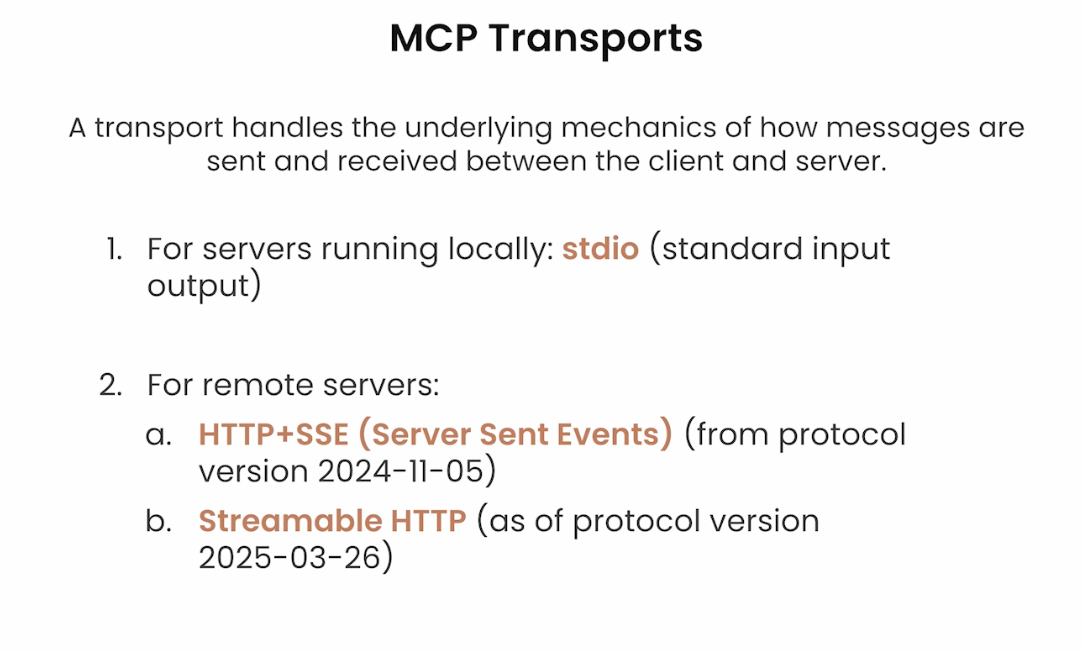 MCP Transports
A transport handles the underlying mechanics of how messages are
sent and received between the client and server.
1. For servers running locally: stdio (standard input
output)
2. For remote servers:
a. HTTP+SSE (Server Sent Events) (from protocol
version 2024-11-05)
b. Streamable HTTP (as of protocol version
2025-03-26)